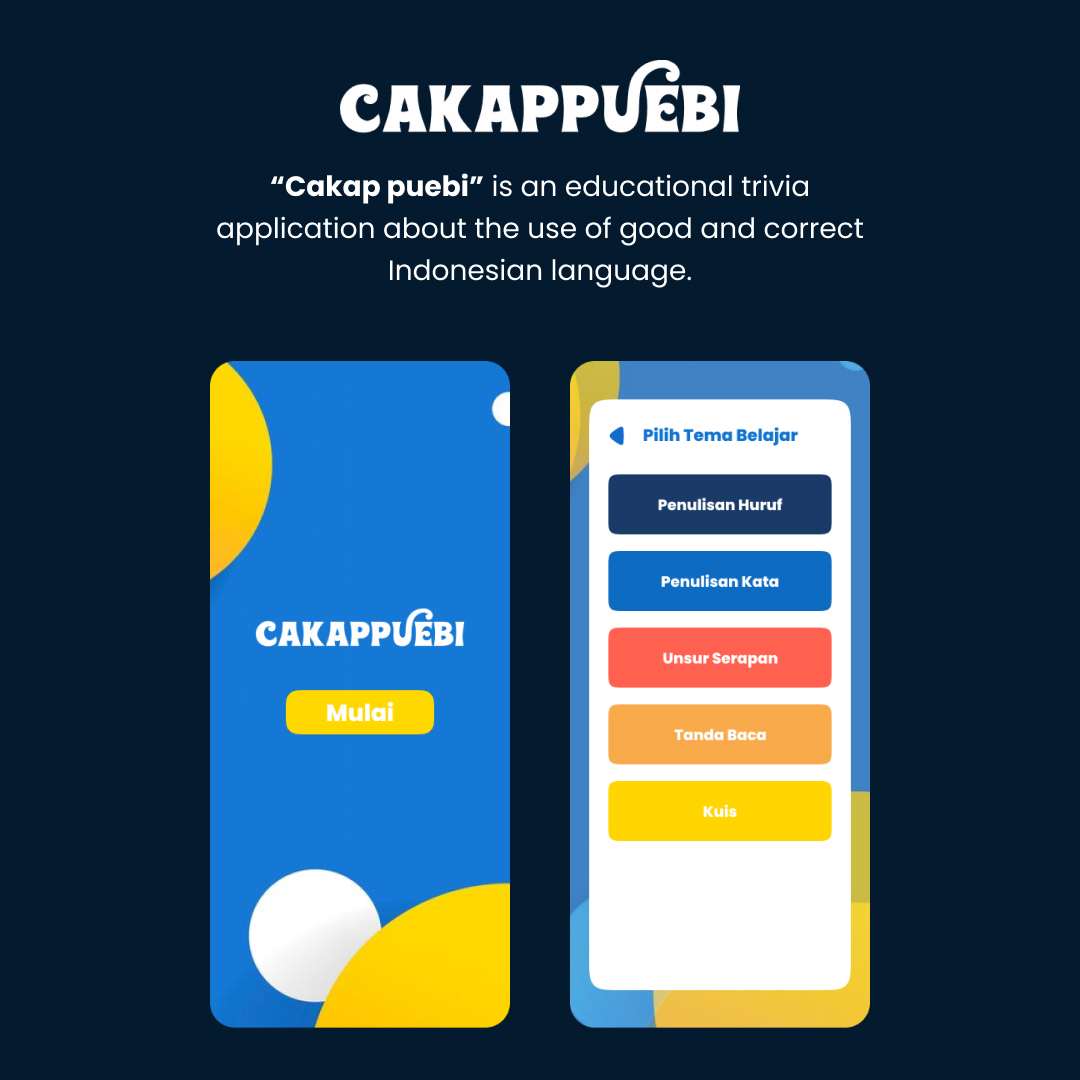 CAKAPPUEBI
“Cakap puebi” is an educational trivia
application about the use of good and correct
Indonesian language.
CAKAPPUEBI
Mulai
Pilih Tema Belajar
Penulisan Huruf
Penulisan Kata
Unsur Serapan
Tanda Baca
Kuis